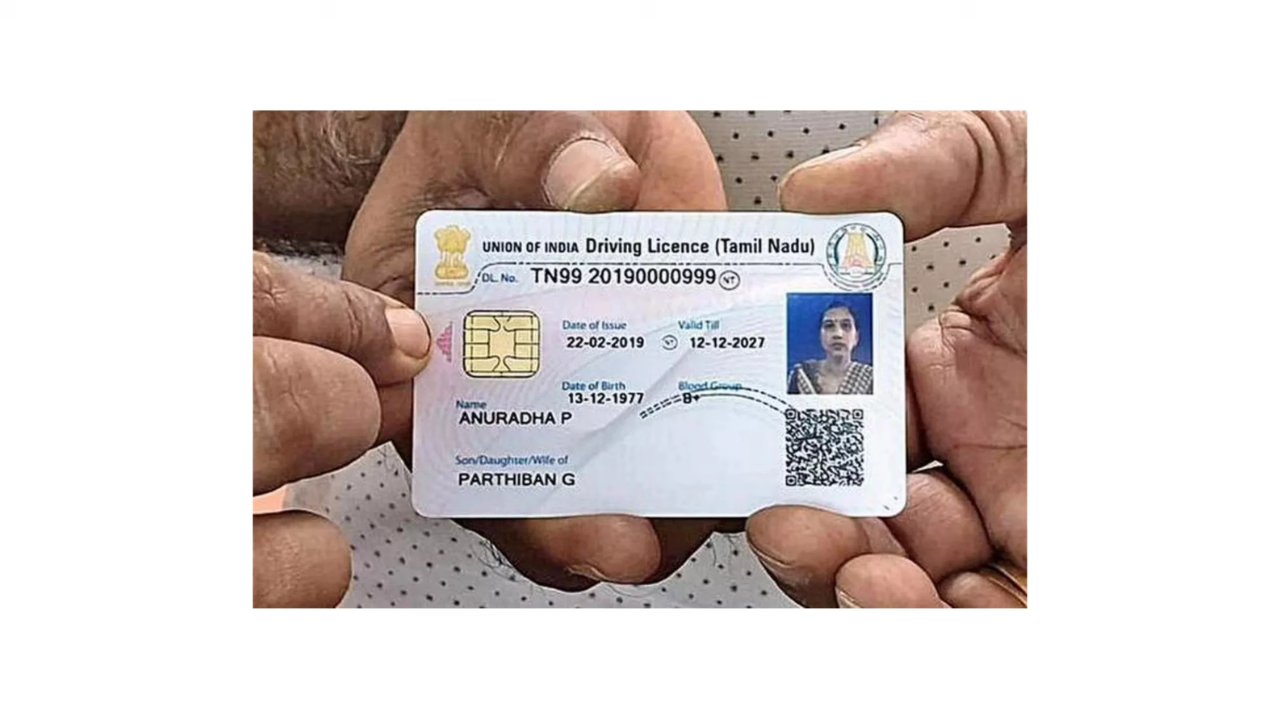 UNION OF INDIA Driving Licence (Tamil Nadu)
DL. No. TN99 20190000999 NT
Date of Issue Valid Till
22-02-2019 NT 12-12-2027
Date of Birth Blood Group
13-12-1977 B+
Name
ANURADHA P
Son/Daughter/Wife of
PARTHIBAN G